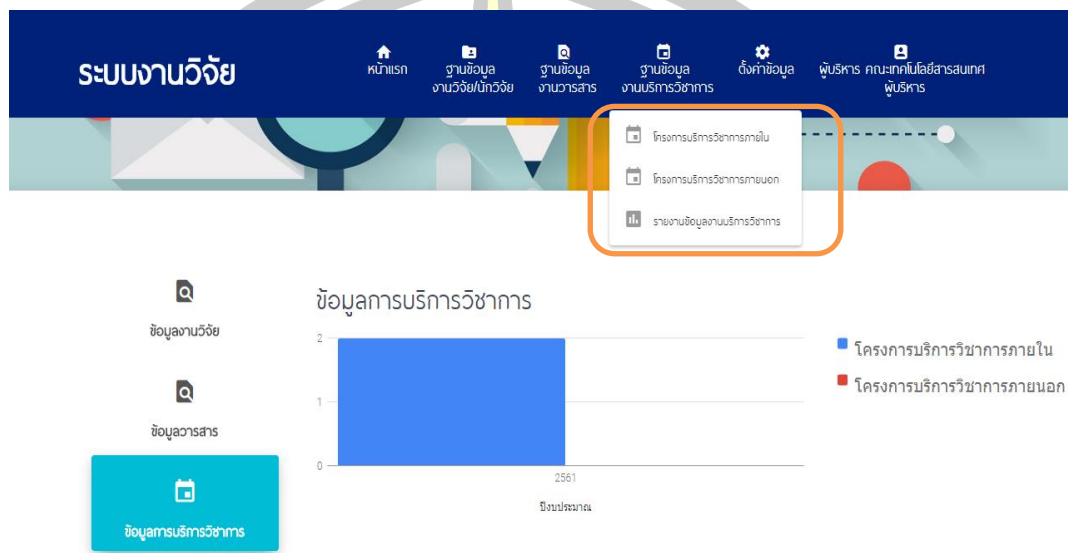 ระบบงานวิจัย
หน้าแรก
ฐานข้อมูล
งานวิจัย/นักวิจัย
ฐานข้อมูล
งานวารสาร
ฐานข้อมูล
งานบริการวิชาการ
ตั้งค่าข้อมูล
ผู้บริหาร คณะเทคโนโลยีสารสนเทศ
ผู้บริหาร
โครงการบริการวิชาการภายใน
โครงการบริการวิชาการภายนอก
รายงานข้อมูลงานบริการวิชาการ
ข้อมูลงานวิจัย
ข้อมูลวารสาร
ข้อมูลการบริการวิชาการ
ข้อมูลการบริการวิชาการ
2
1
0
2561
ปีงบประมาณ
โครงการบริการวิชาการภายใน
โครงการบริการวิชาการภายนอก